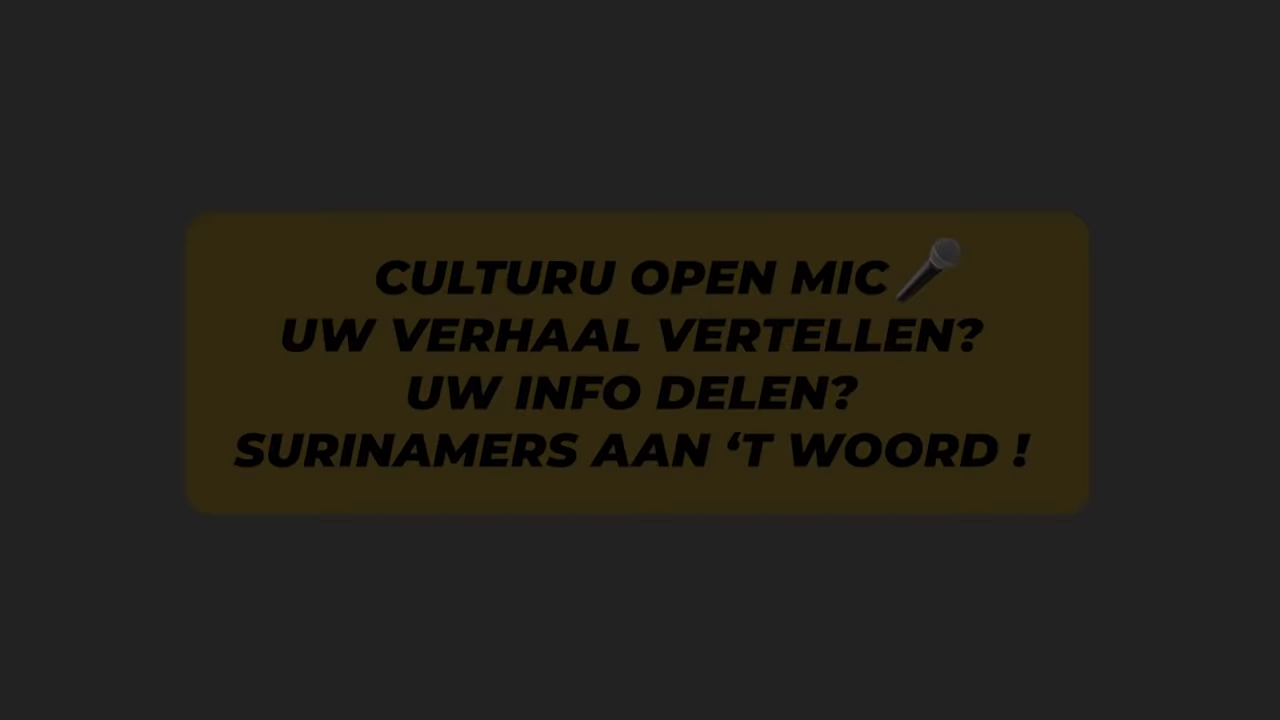 CULTURU OPEN MIC🎤
UW VERHAAL VERTELLEN?
UW INFO DELEN?
SURINAMERS AAN ‘T WOORD !